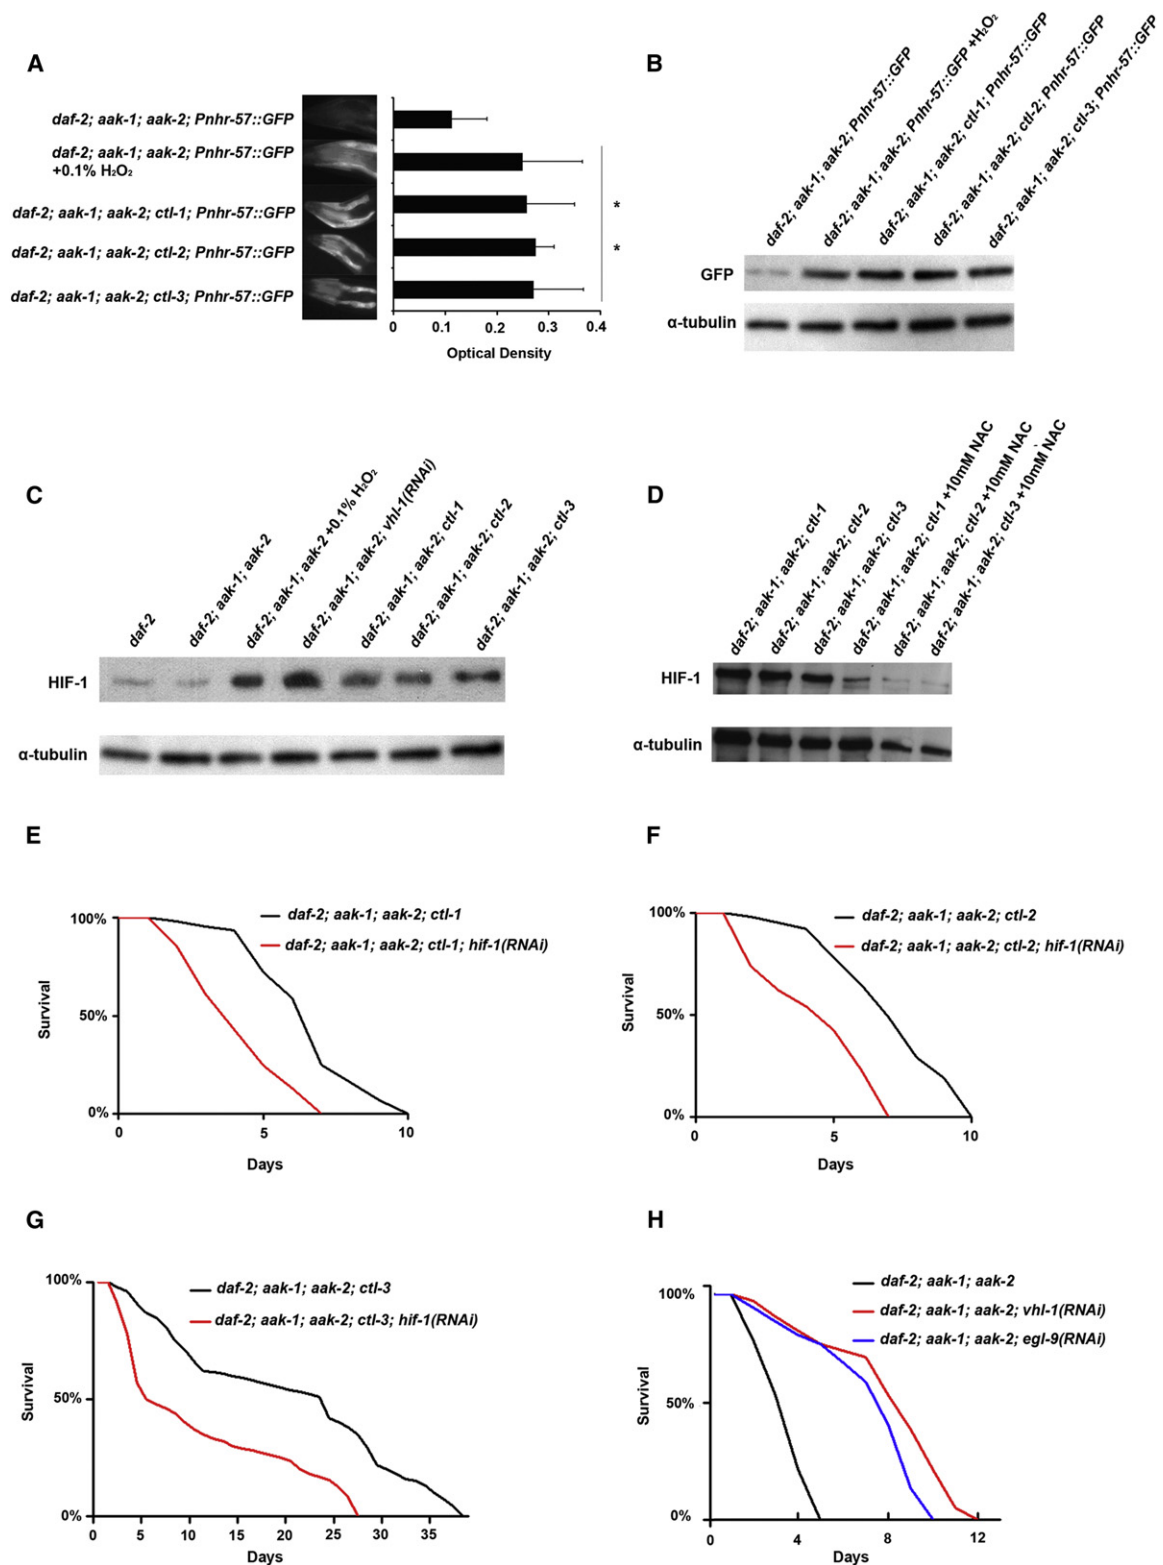 A
daf-2; aak-1; aak-2; Pnhr-57::GFP
daf-2; aak-1; aak-2; Pnhr-57::GFP
+0.1% H₂O₂
daf-2; aak-1; aak-2; ctl-1; Pnhr-57::GFP
*
daf-2; aak-1; aak-2; ctl-2; Pnhr-57::GFP
*
daf-2; aak-1; aak-2; ctl-3; Pnhr-57::GFP
0 0.1 0.2 0.3 0.4
Optical Density
B
daf-2; aak-1; aak-2; Pnhr-57::GFP
daf-2; aak-1; aak-2; Pnhr-57::GFP +H₂O₂
daf-2; aak-1; aak-2; ctl-1; Pnhr-57::GFP
daf-2; aak-1; aak-2; ctl-2; Pnhr-57::GFP
daf-2; aak-1; aak-2; ctl-3; Pnhr-57::GFP
GFP
α-tubulin
C
daf-2
daf-2; aak-1; aak-2
daf-2; aak-1; aak-2 +0.1% H₂O₂
daf-2; aak-1; aak-2; vhl-1(RNAi)
daf-2; aak-1; aak-2; ctl-1
daf-2; aak-1; aak-2; ctl-2
daf-2; aak-1; aak-2; ctl-3
HIF-1
α-tubulin
D
daf-2; aak-1; aak-2; ctl-1
daf-2; aak-1; aak-2; ctl-2
daf-2; aak-1; aak-2; ctl-3
daf-2; aak-1; aak-2; ctl-1 +10mM NAC
daf-2; aak-1; aak-2; ctl-2 +10mM NAC
daf-2; aak-1; aak-2; ctl-3 +10mM NAC
HIF-1
α-tubulin
E
daf-2; aak-1; aak-2; ctl-1
daf-2; aak-1; aak-2; ctl-1; hif-1(RNAi)
100%
50%
0%
Survival
0 5 10
Days
F
daf-2; aak-1; aak-2; ctl-2
daf-2; aak-1; aak-2; ctl-2; hif-1(RNAi)
100%
50%
0%
Survival
0 5 10
Days
G
daf-2; aak-1; aak-2; ctl-3
daf-2; aak-1; aak-2; ctl-3; hif-1(RNAi)
100%
50%
0%
Survival
0 5 10 15 20 25 30 35
Days
H
daf-2; aak-1; aak-2
daf-2; aak-1; aak-2; vhl-1(RNAi)
daf-2; aak-1; aak-2; egl-9(RNAi)
100%
50%
0%
Survival
0 4 8 12
Days